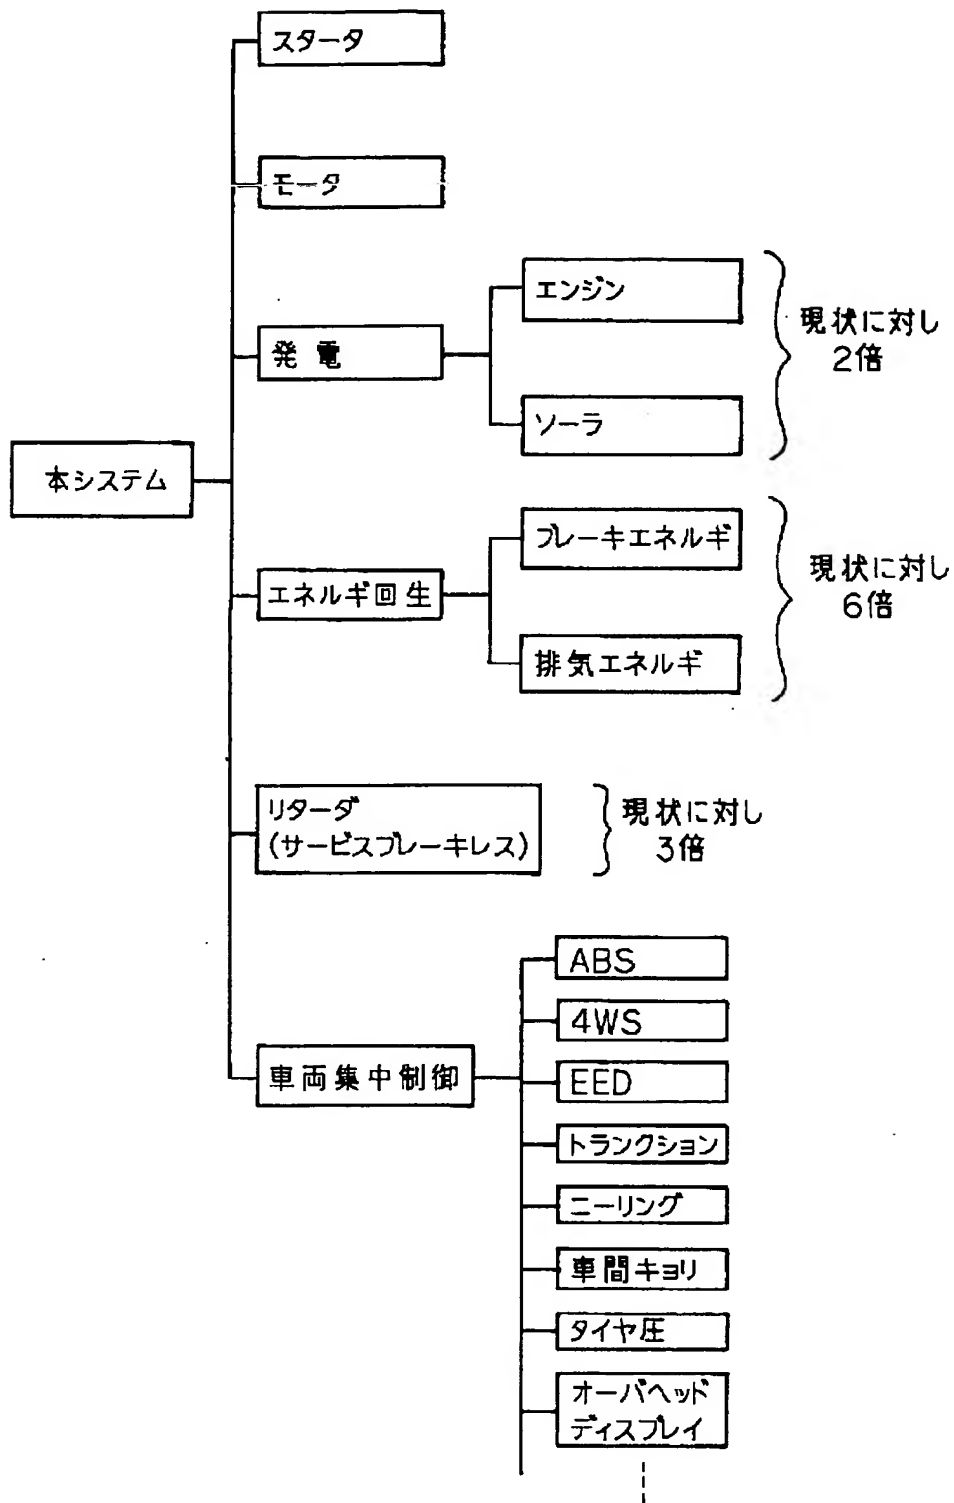 スタータ
モータ
発電
エンジン
ソーラ
現状に対し
2倍
本システム
エネルギ回生
ブレーキエネルギ
排気エネルギ
現状に対し
6倍
リターダ
(サービスブレーキレス)
現状に対し
3倍
車両集中制御
ABS
4WS
EED
トランクション
ニーリング
車間キョリ
タイヤ圧
オーバヘッド
ディスプレイ